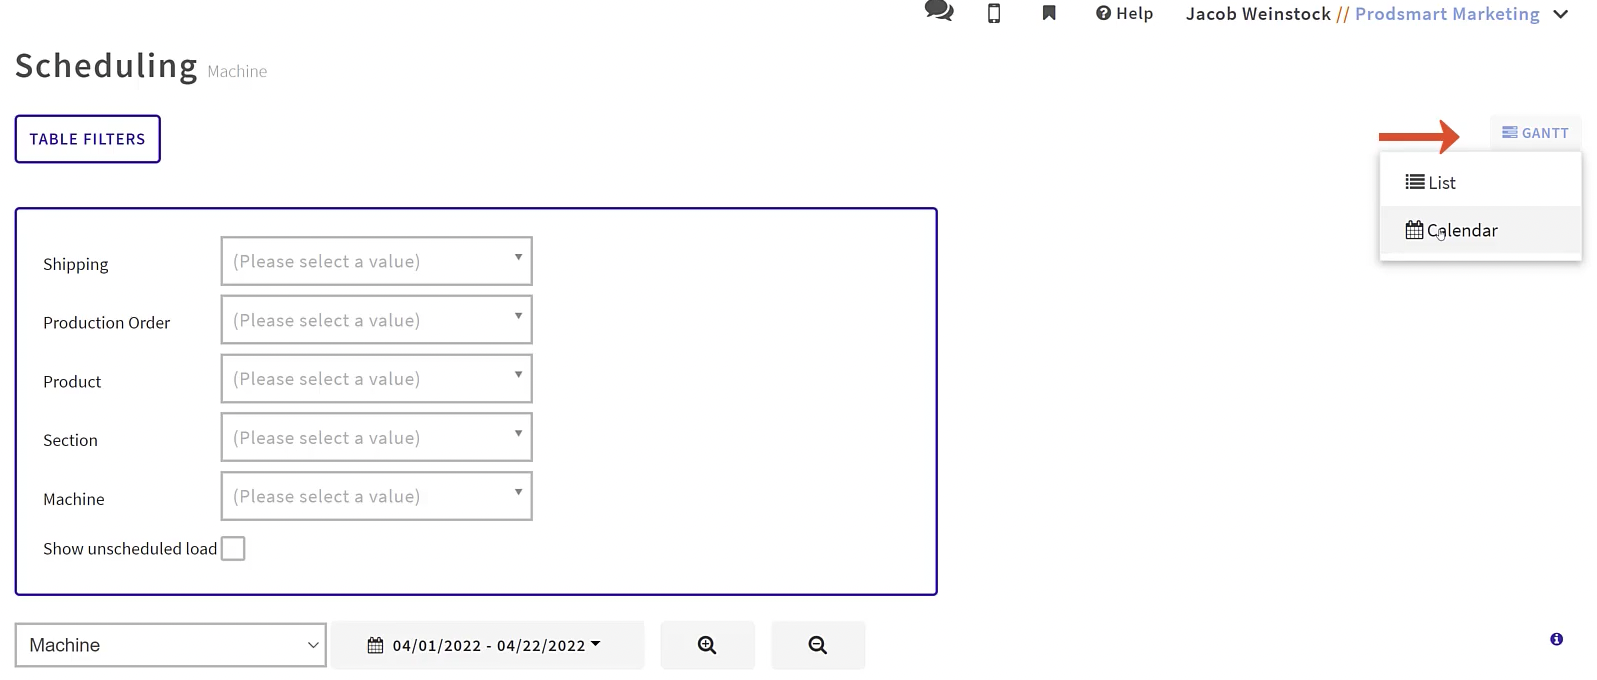 Help Jacob Weinstock // Prodsmart Marketing
Scheduling Machine
TABLE FILTERS
GANTT
List
Calendar
Shipping (Please select a value)
Production Order (Please select a value)
Product (Please select a value)
Section (Please select a value)
Machine (Please select a value)
Show unscheduled load
Machine 04/01/2022 - 04/22/2022